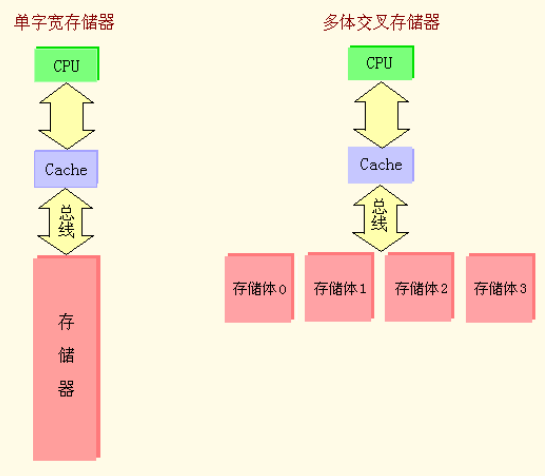 单字宽存储器
多体交叉存储器
CPU
CPU
Cache
Cache
总线
总线
存储器
存储体0
存储体1
存储体2
存储体3